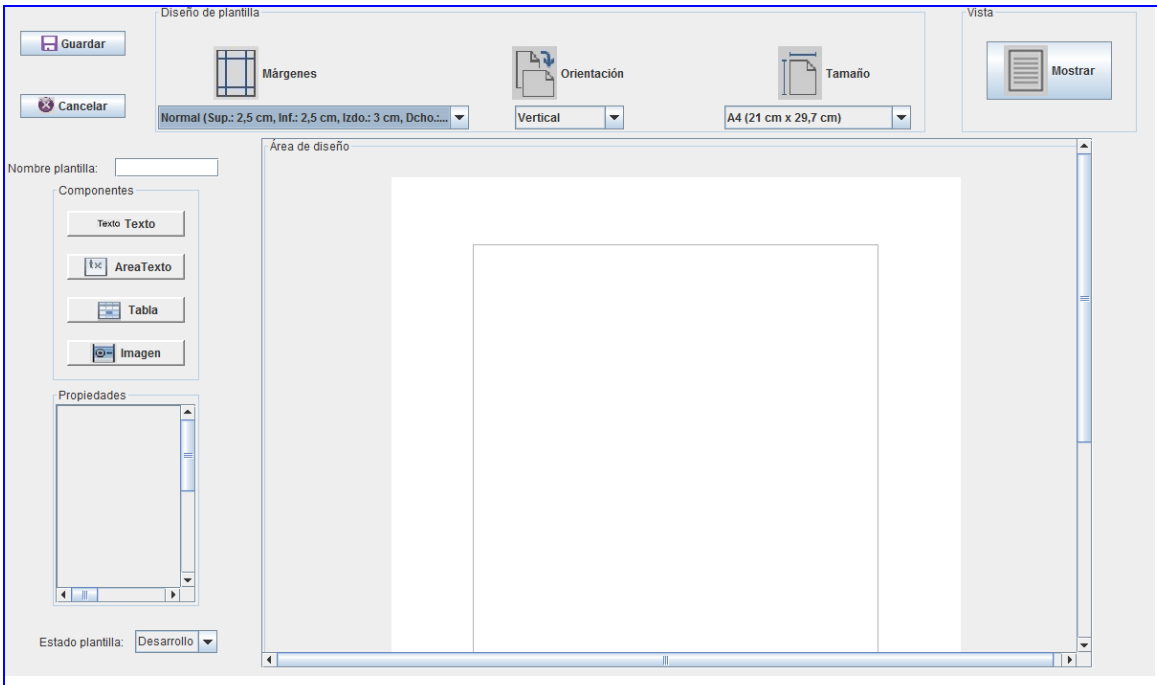 Diseño de plantilla
Vista
Guardar
Márgenes
Orientación
Tamaño
Mostrar
Cancelar
Normal (Sup.: 2,5 cm, Inf.: 2,5 cm, Izdo.: 3 cm, Dcho.:...
Vertical
A4 (21 cm x 29,7 cm)
Área de diseño
Nombre plantilla:
Componentes
Texto Texto
tx AreaTexto
Tabla
Imagen
Propiedades
Estado plantilla: Desarrollo